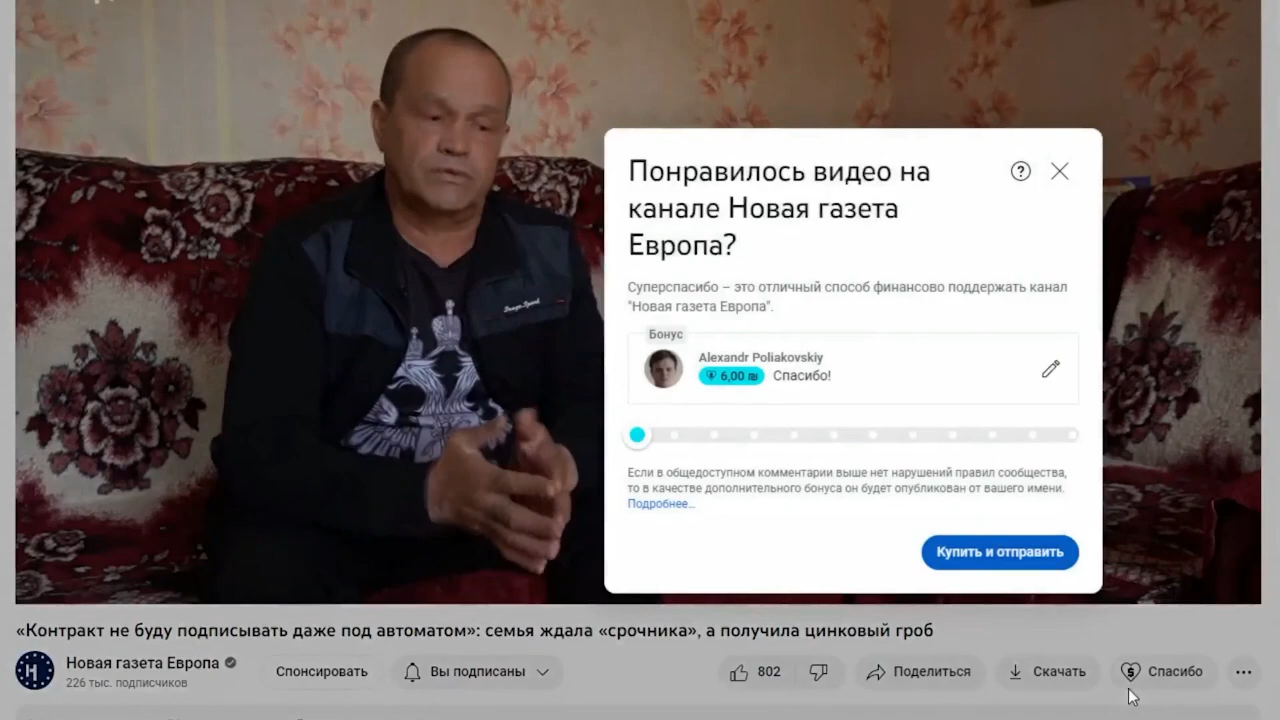 Понравилось видео на
канале Новая газета
Европа?
Суперспасибо – это отличный способ финансово поддержать канал
"Новая газета Европа".
Бонус
Alexandr Poliakovskiy
6,00 ₪ Спасибо!
Если в общедоступном комментарии выше нет нарушений правил сообщества,
то в качестве дополнительного бонуса он будет опубликован от вашего имени.
Подробнее…
Купить и отправить
«Контракт не буду подписывать даже под автоматом»: семья ждала «срочника», а получила цинковый гроб
Новая газета Европа
226 тыс. подписчиков
Спонсировать
Вы подписаны
802
Поделиться
Скачать
Спасибо